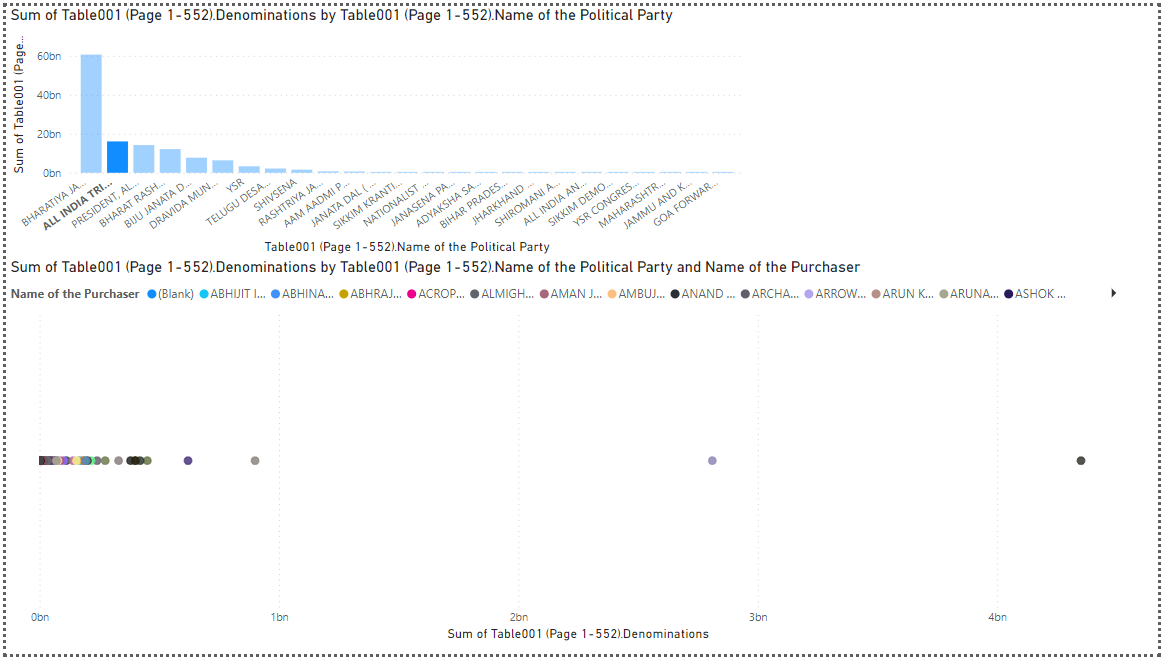 Sum of Table001 (Page 1-552).Denominations by Table001 (Page 1-552).Name of the Political Party
Sum of Table001 (Page...
60bn
40bn
20bn
0bn
BHARATIYA JA...
ALL INDIA TRI...
PRESIDENT, AL...
BHARAT RASH...
BIJU JANATA D...
DRAVIDA MUN...
YSR
TELUGU DESA...
SHIVSENA
RASHTRIYA JA...
AAM AADMI P...
JANATA DAL ( ...
SIKKIM KRANTI...
NATIONALIST ...
JANASENA PA...
ADYAKSHA SA...
BIHAR PRADES...
JHARKHAND ...
SHIROMANI A...
ALL INDIA AN...
SIKKIM DEMO...
YSR CONGRES...
MAHARASHTR...
JAMMU AND K...
GOA FORWAR...
Table001 (Page 1-552).Name of the Political Party
Sum of Table001 (Page 1-552).Denominations by Table001 (Page 1-552).Name of the Political Party and Name of the Purchaser
Name of the Purchaser (Blank) ABHIJIT I... ABHINA... ABHRAJ... ACROP... ALMIGH... AMAN J... AMBUJ... ANAND ... ARCHA... ARROW... ARUN K... ARUNA... ASHOK ...
0bn 1bn 2bn 3bn 4bn
Sum of Table001 (Page 1-552).Denominations